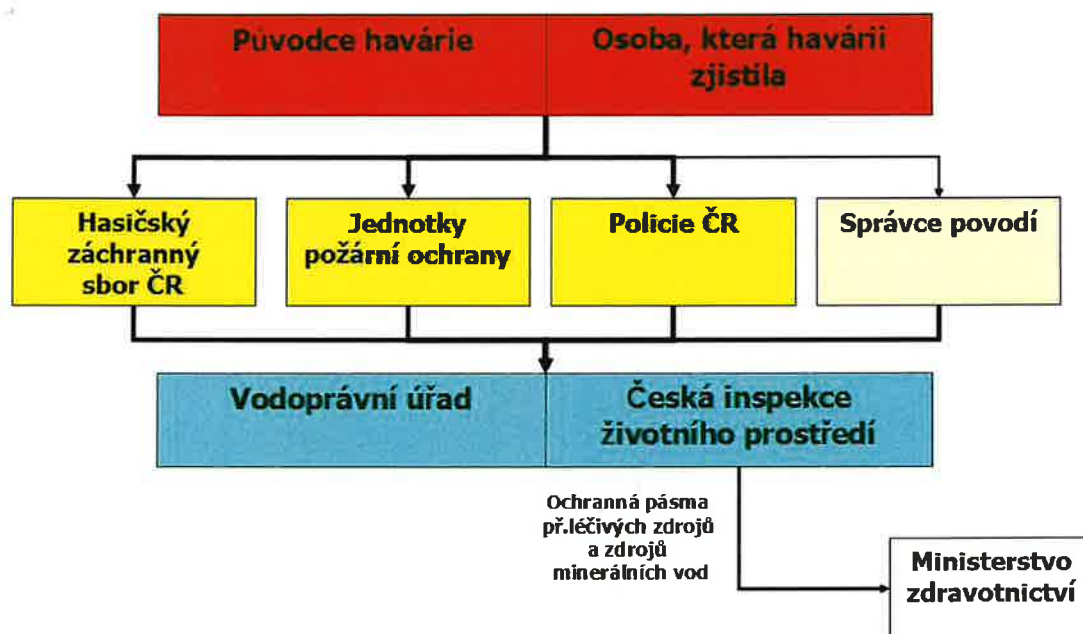 Původce havárie
Osoba, která havárii
zjistila
Hasičský
záchranný
sbor ČR
Jednotky
požární ochrany
Policie ČR
Správce povodí
Vodoprávní úřad
Česká inspekce
životního prostředí
Ochranná pásma
př.léčivých zdrojů
a zdrojů
minerálních vod
Ministerstvo
zdravotnictví